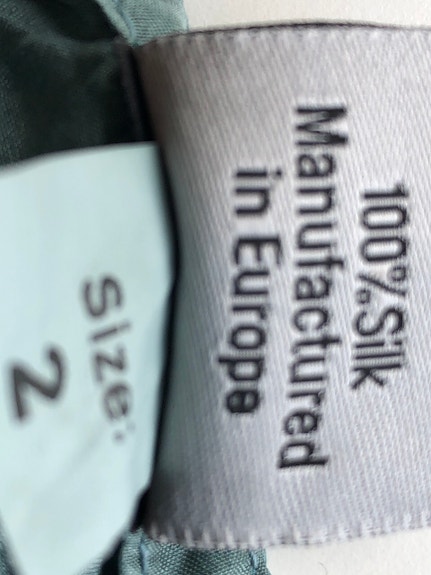 100%Silk
Manufactured
in Europe
Size:
2